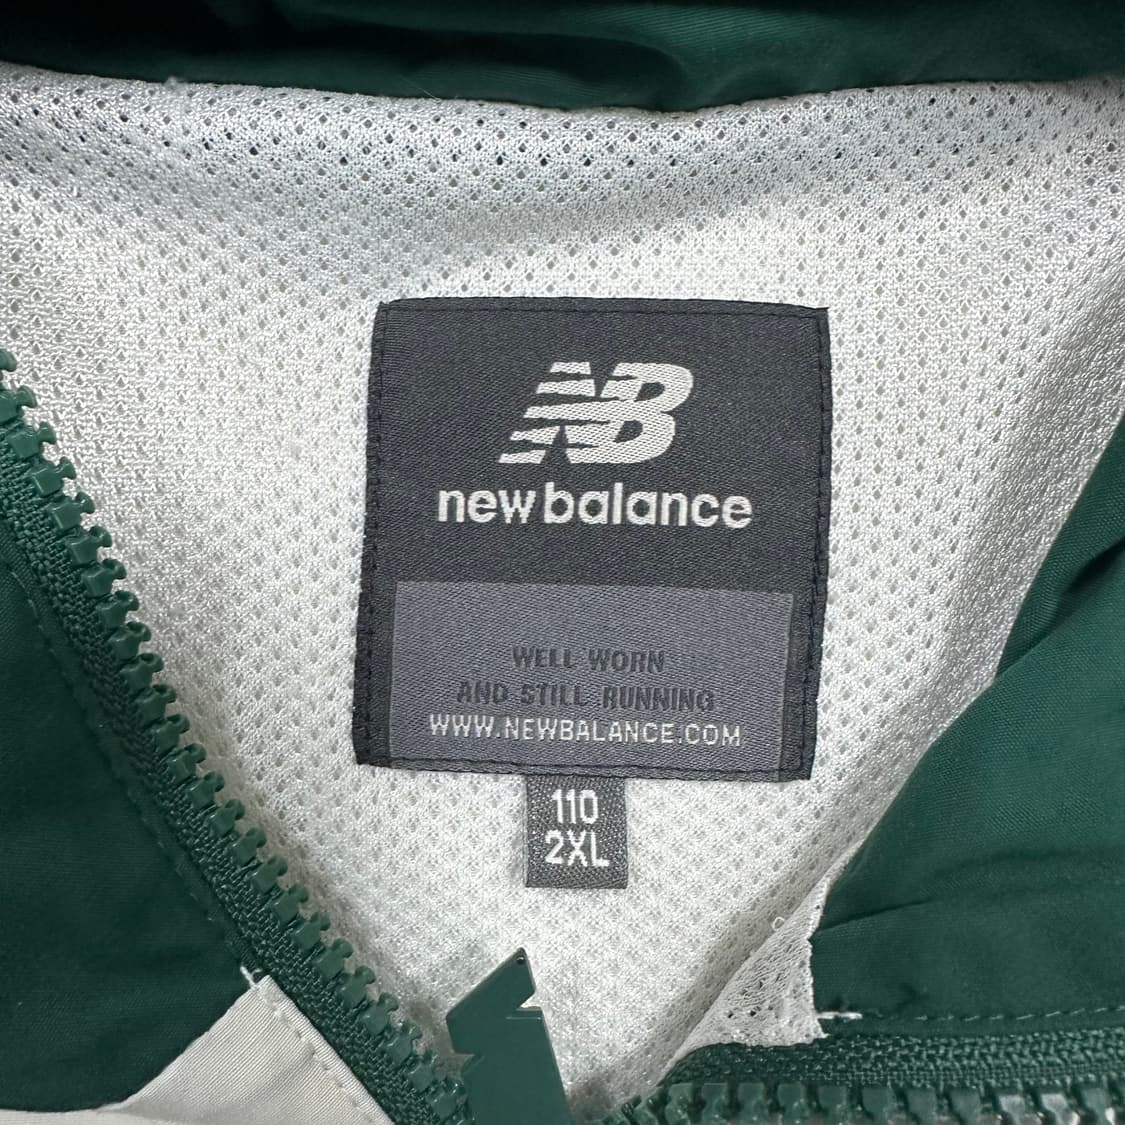 NB
new balance
WELL WORN
AND STILL RUNNING
WWW.NEWBALANCE.COM
110
2XL